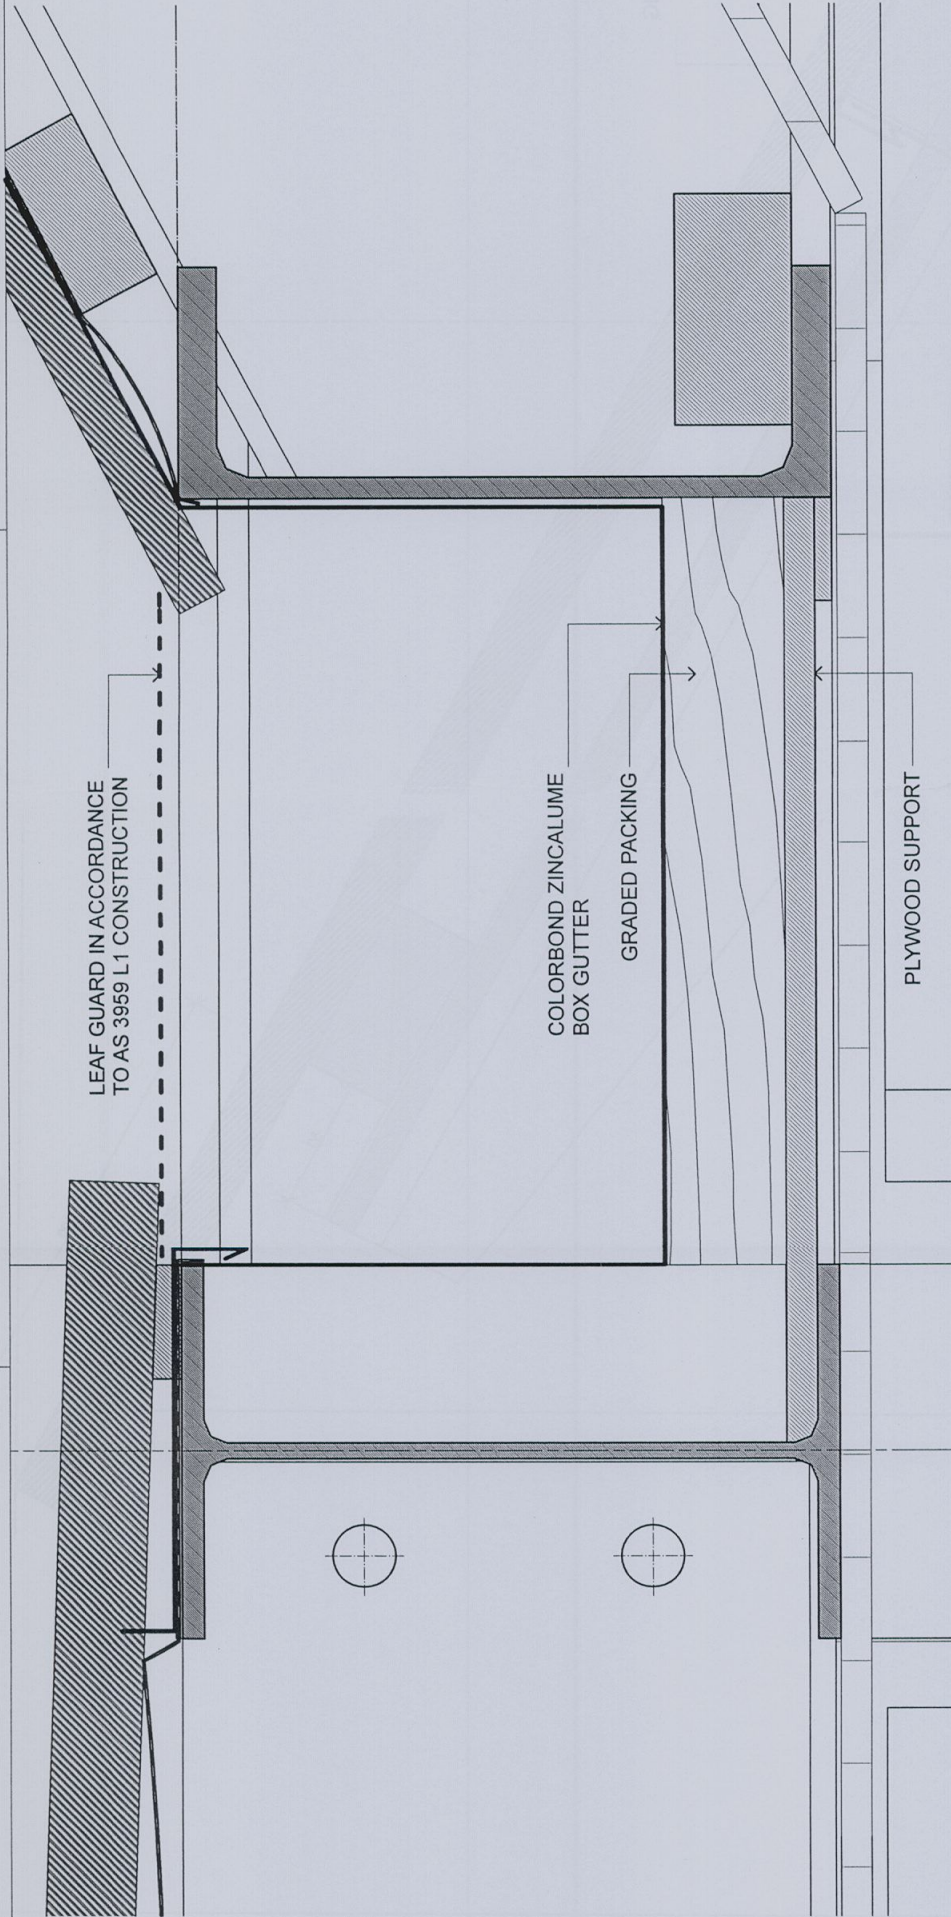 LEAF GUARD IN ACCORDANCE
TO AS 3959 L1 CONSTRUCTION
COLORBOND ZINCALUME
BOX GUTTER
GRADED PACKING
PLYWOOD SUPPORT